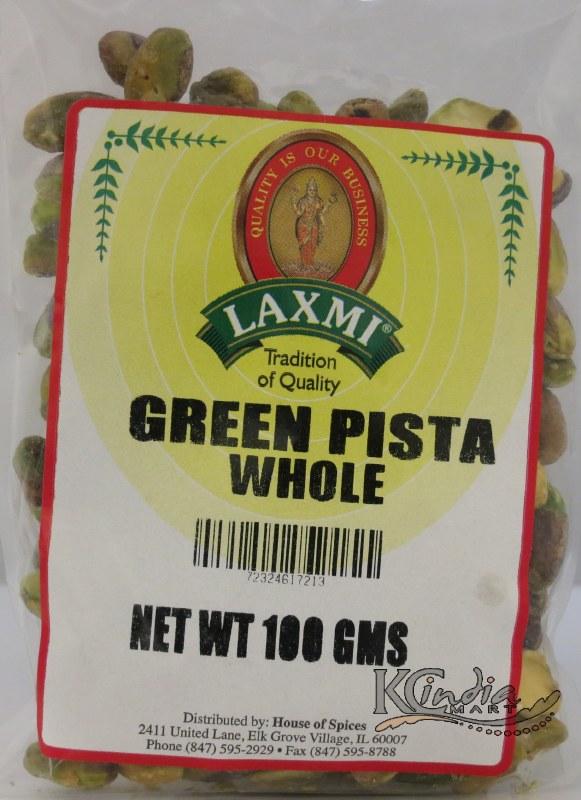 QUALITY IS OUR BUSINESS
LAXMI®
Tradition
of Quality
GREEN PISTA
WHOLE
72324617213
NET WT 100 GMS
KC india
MART
Distributed by: House of Spices
2411 United Lane, Elk Grove Village, IL 60007
Phone (847) 595-2929 • Fax (847) 595-8788